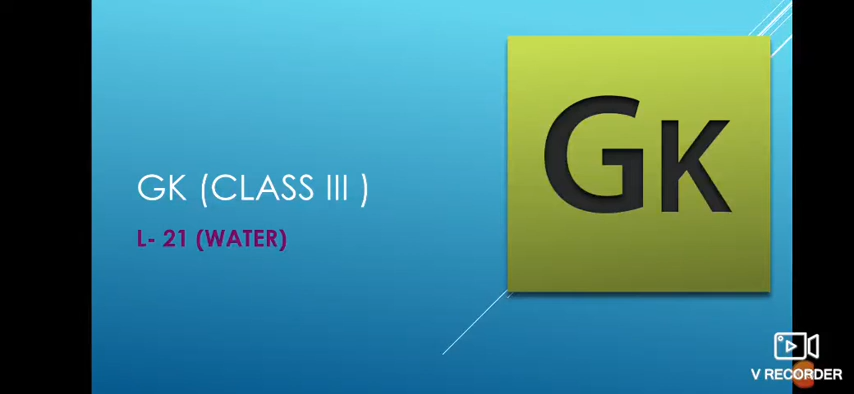 GK (CLASS III )
L- 21 (WATER)
GK
V RECORDER